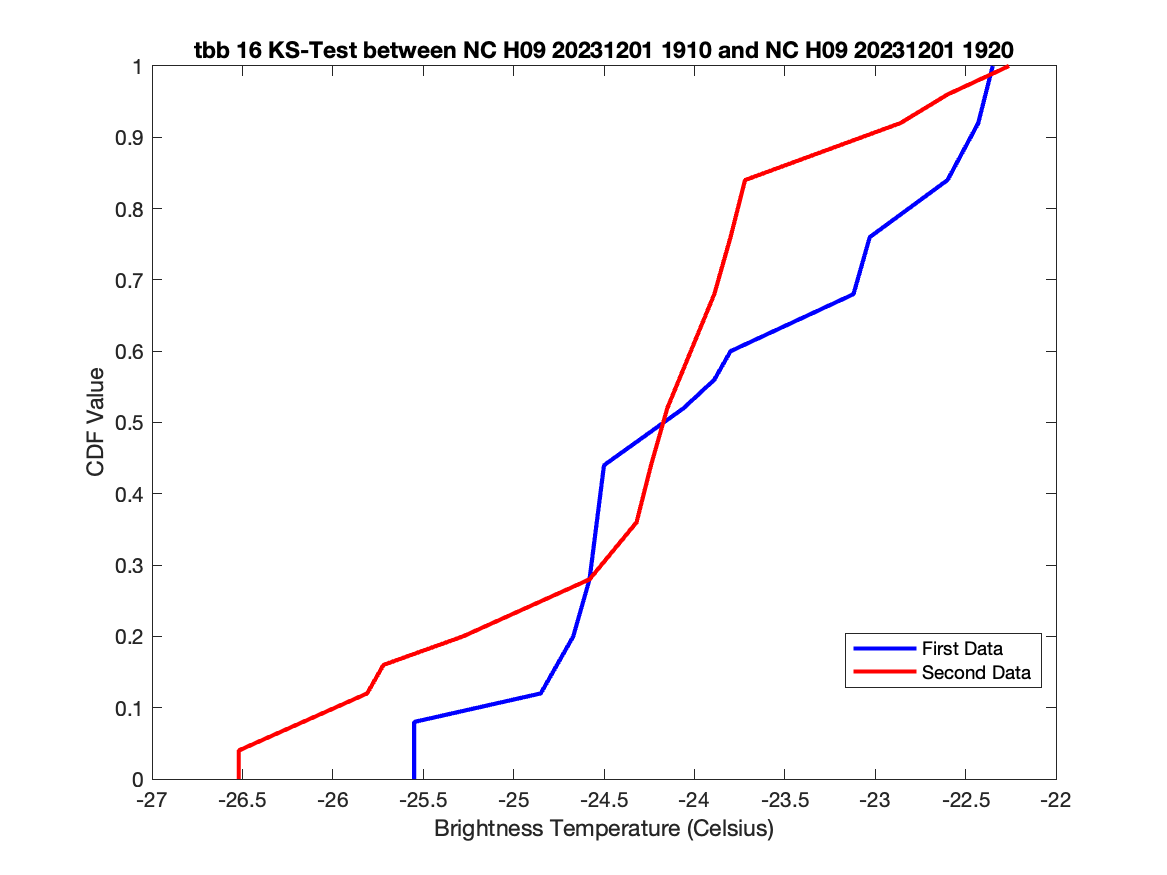 tbb 16 KS-Test between NC H09 20231201 1910 and NC H09 20231201 1920
1
0.9
0.8
0.7
0.6
0.5
0.4
0.3
0.2
0.1
0
CDF Value
First Data
Second Data
-27 -26.5 -26 -25.5 -25 -24.5 -24 -23.5 -23 -22.5 -22
Brightness Temperature (Celsius)